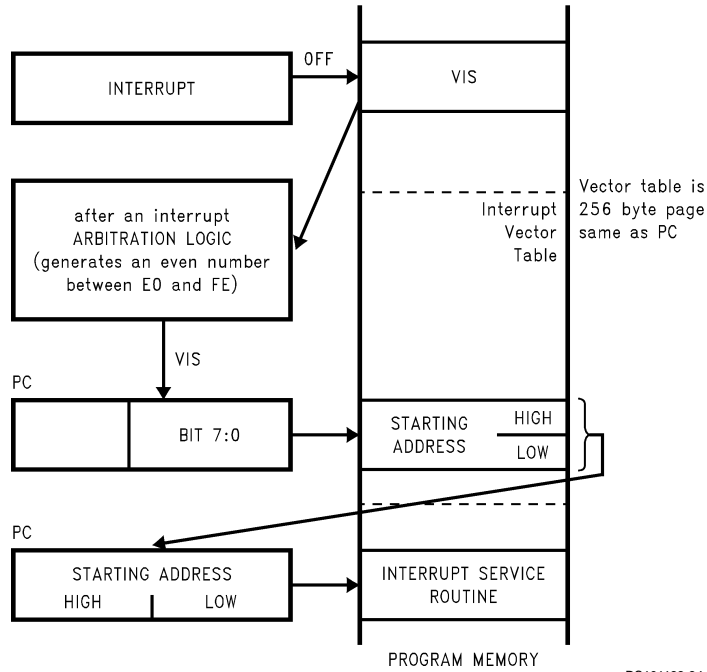 OFF
INTERRUPT
VIS
after an interrupt
ARBITRATION LOGIC
(generates an even number
between E0 and FE)
Interrupt
Vector
Table
Vector table is
256 byte page
same as PC
VIS
PC
BIT 7:0
STARTING
ADDRESS
HIGH
LOW
PC
STARTING ADDRESS
HIGH
LOW
INTERRUPT SERVICE
ROUTINE
PROGRAM MEMORY